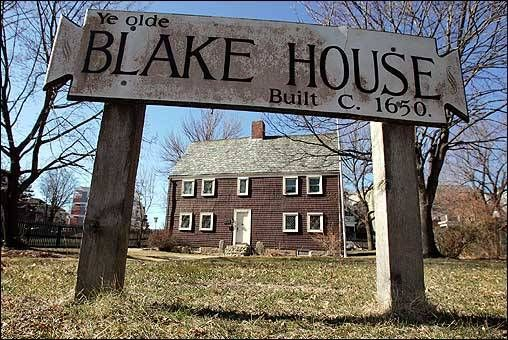 Ye olde
BLAKE HOUSE
Built C. 1650.